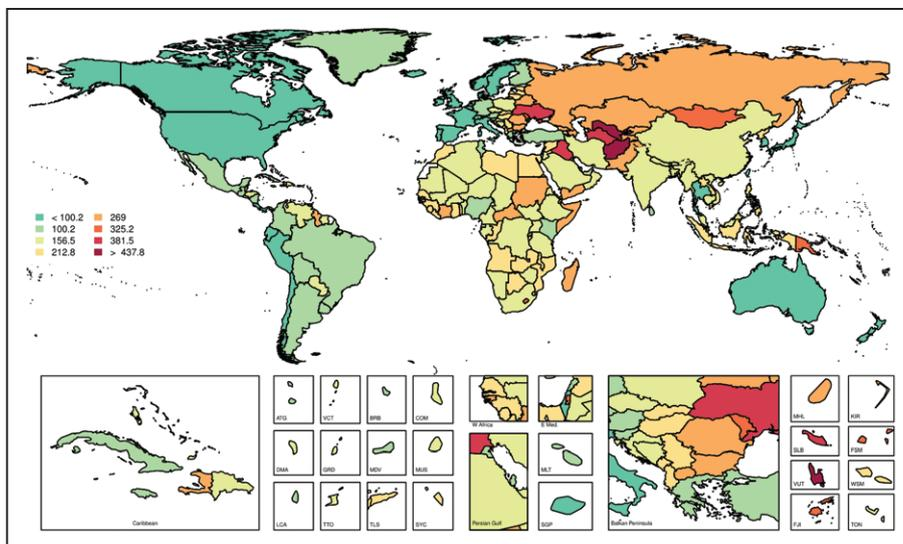 < 100.2 269
100.2 325.2
156.5 381.5
212.8 > 437.8
ATG VCT BRB COM W Africa E Med. MHL KIR
SLB FSM
DMA GRD MDV MUS MLT
VUT WSM
LCA TTO TLS SYC SGP
Caribbean Persian Gulf Balkan Peninsula FJI TON